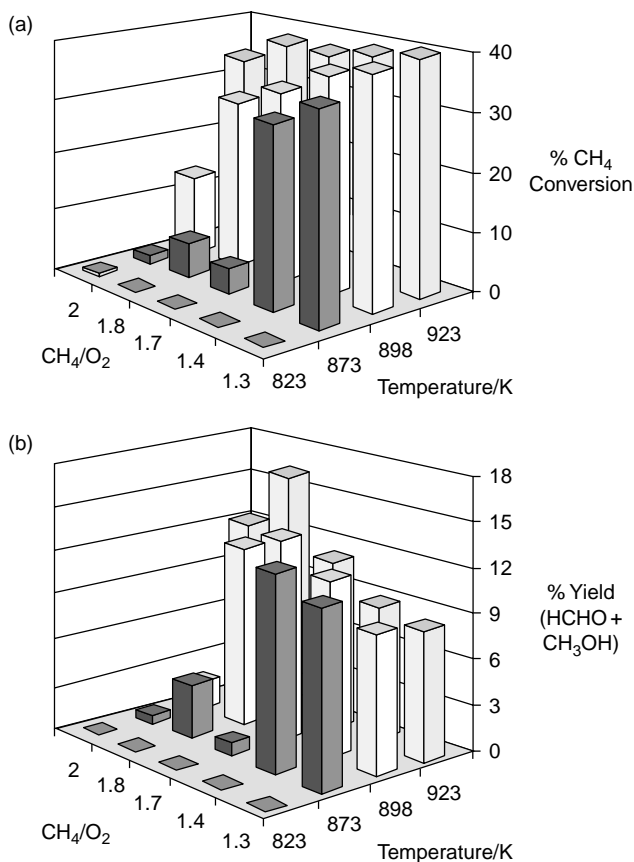 (a)
40
30
20
10
0
% CH₄
Conversion
2
1.8
1.7
1.4
1.3
CH₄/O₂
823
873
898
923
Temperature/K
(b)
18
15
12
9
6
3
0
% Yield
(HCHO +
CH₃OH)
2
1.8
1.7
1.4
1.3
CH₄/O₂
823
873
898
923
Temperature/K